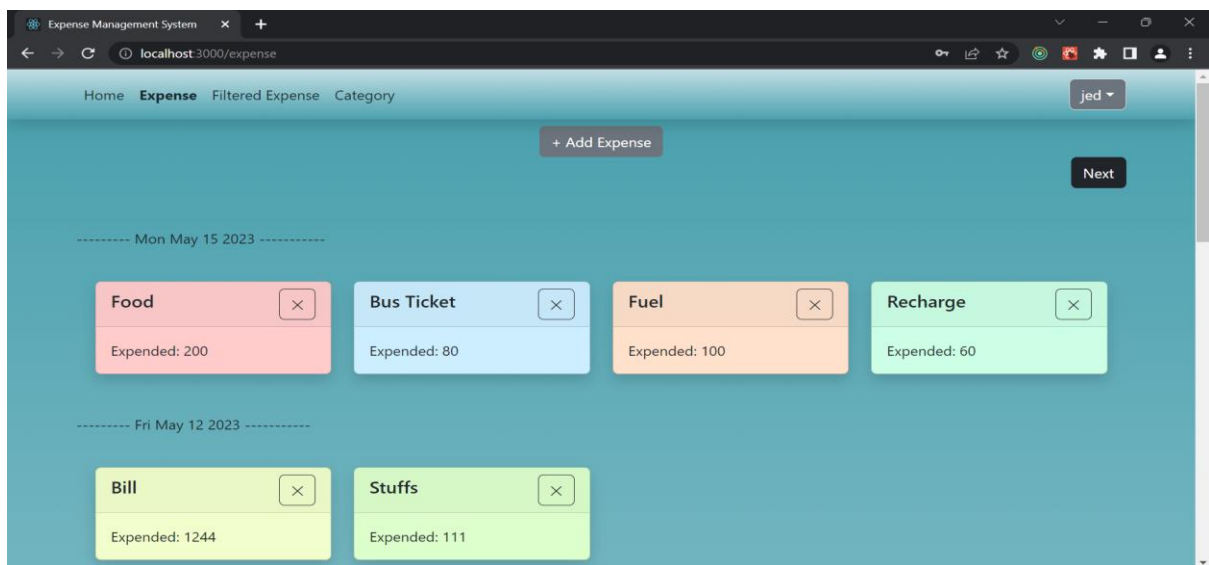 Expense Management System
localhost:3000/expense
Home Expense Filtered Expense Category jed
+ Add Expense
Next
--------- Mon May 15 2023 -----------
Food Bus Ticket Fuel Recharge
Expended: 200 Expended: 80 Expended: 100 Expended: 60
--------- Fri May 12 2023 -----------
Bill Stuffs
Expended: 1244 Expended: 111